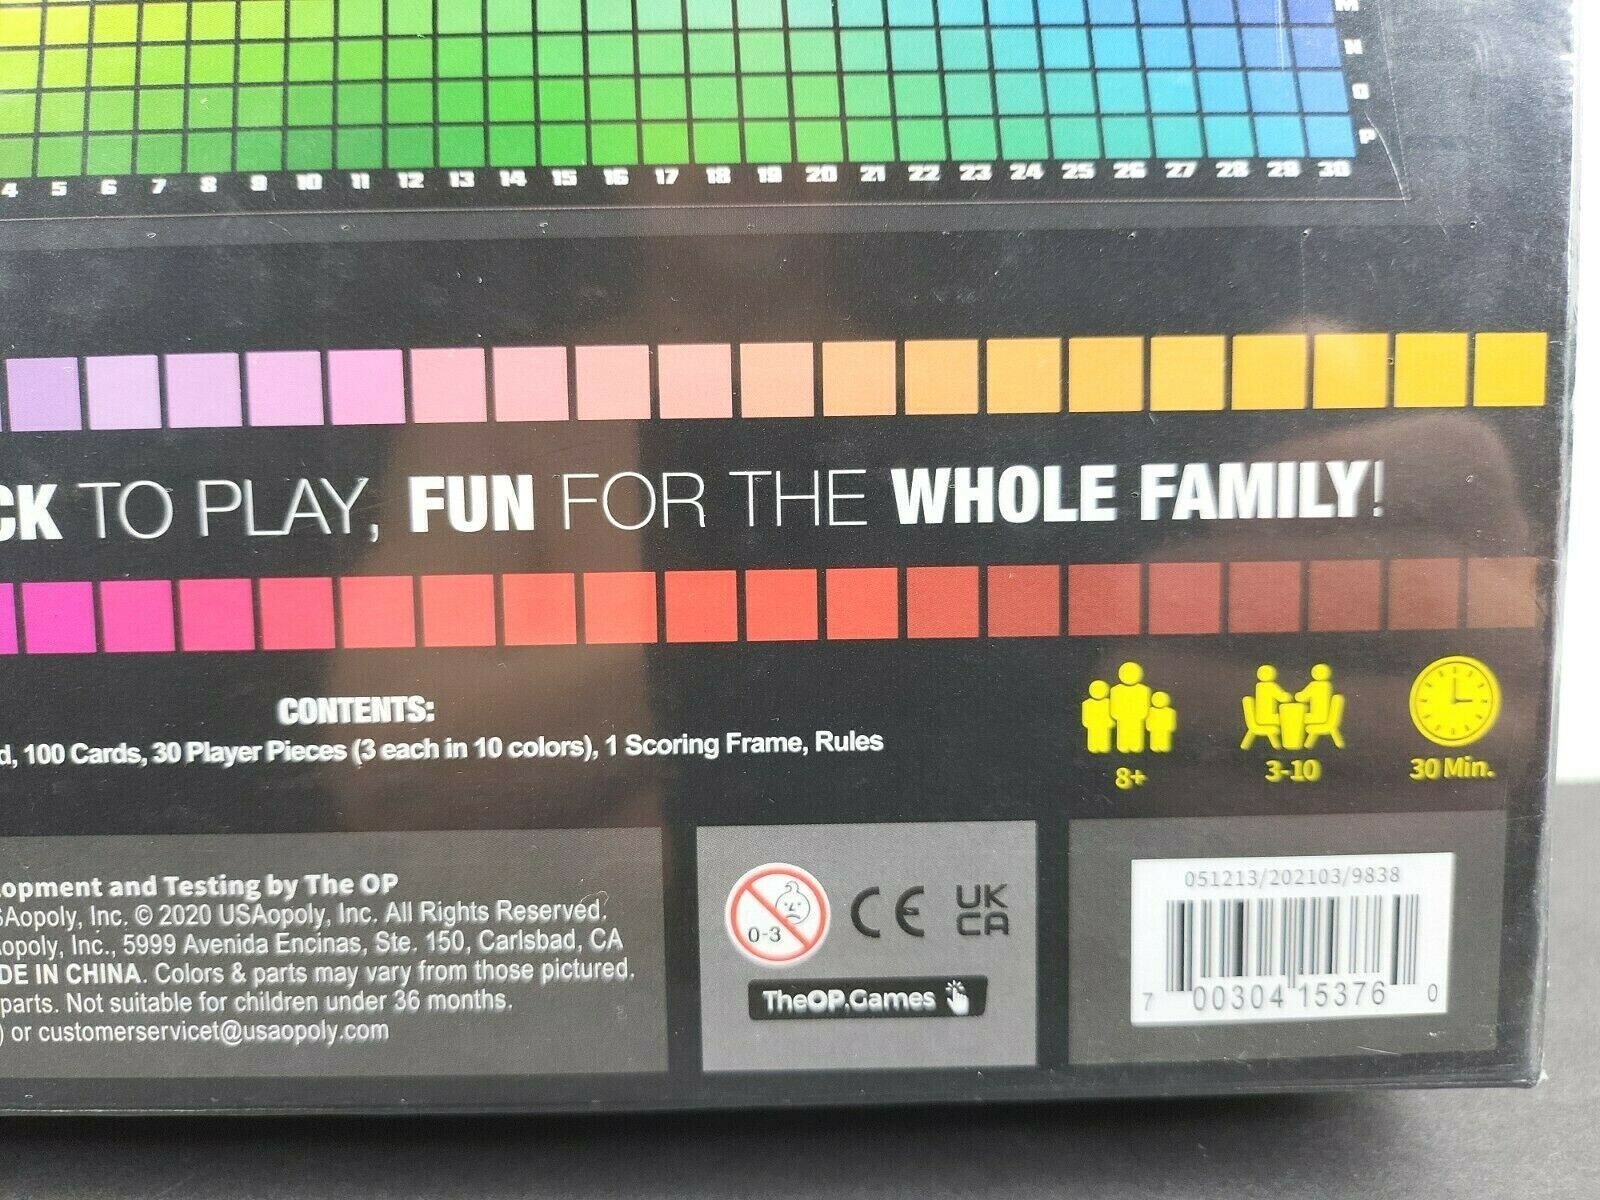 M
N
O
P
4 5 6 7 8 9 10 11 12 13 14 15 16 17 18 19 20 21 22 23 24 25 26 27 28 29 30
CK TO PLAY, FUN FOR THE WHOLE FAMILY!
CONTENTS:
d, 100 Cards, 30 Player Pieces (3 each in 10 colors), 1 Scoring Frame, Rules
8+
3-10
30 Min.
lopment and Testing by The OP
SAopoly, Inc. © 2020 USAopoly, Inc. All Rights Reserved.
opoly, Inc., 5999 Avenida Encinas, Ste. 150, Carlsbad, CA
DE IN CHINA. Colors & parts may vary from those pictured.
parts. Not suitable for children under 36 months.
) or customerservicet@usaopoly.com
0-3
CE
UK
CA
TheOP.Games
051213/202103/9838
7 00304 15376 0